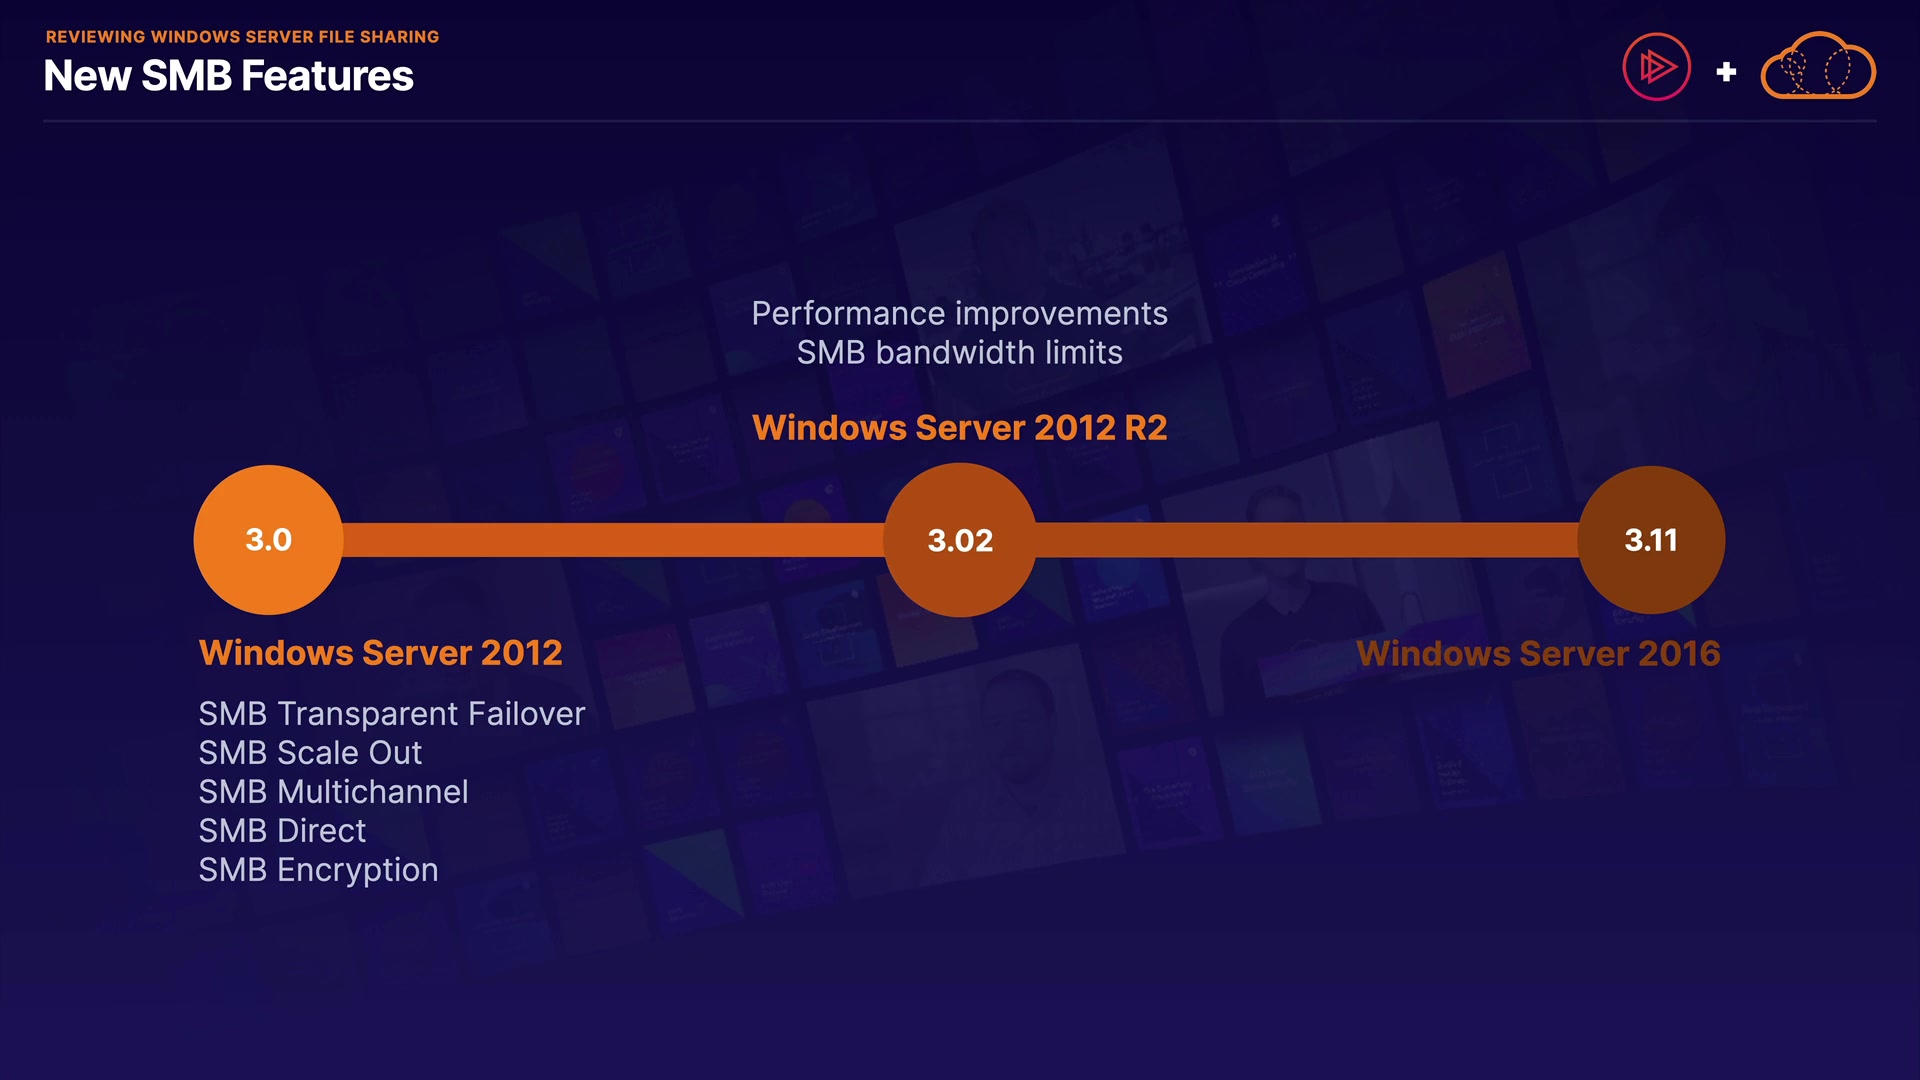 REVIEWING WINDOWS SERVER FILE SHARING
New SMB Features
Performance improvements
SMB bandwidth limits
Windows Server 2012 R2
3.0
3.02
3.11
Windows Server 2012
Windows Server 2016
SMB Transparent Failover
SMB Scale Out
SMB Multichannel
SMB Direct
SMB Encryption